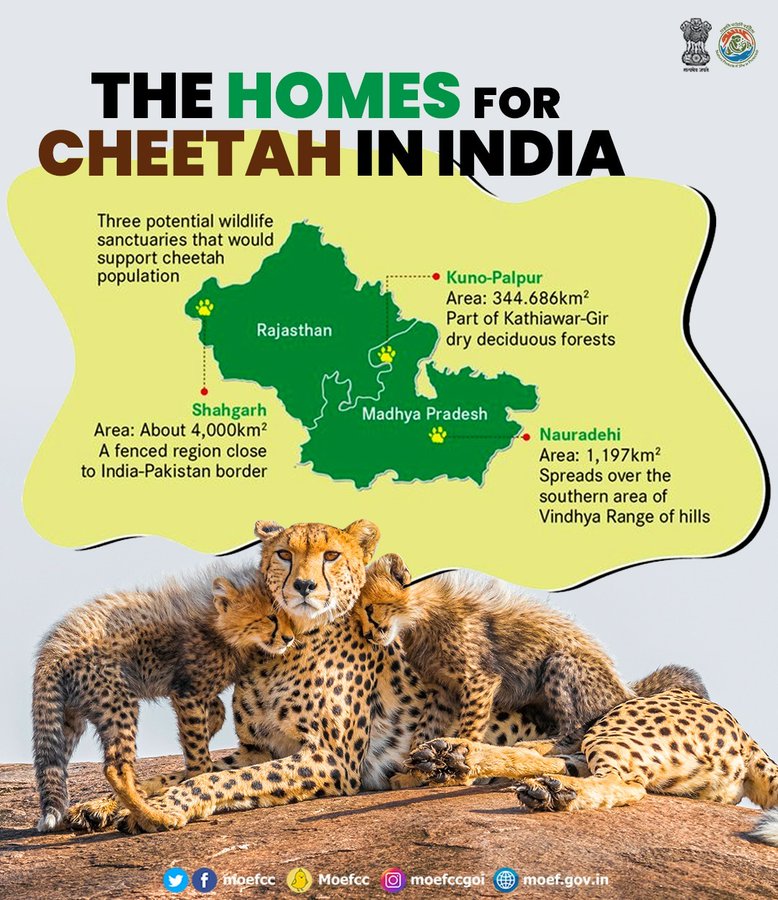 सत्यमेव जयते
THE HOMES FOR
CHEETAH IN INDIA
Three potential wildlife
sanctuaries that would
support cheetah
population
Kuno-Palpur
Area: 344.686km²
Part of Kathiawar-Gir
dry deciduous forests
Rajasthan
Shahgarh
Area: About 4,000km²
A fenced region close
to India-Pakistan border
Madhya Pradesh
Nauradehi
Area: 1,197km²
Spreads over the
southern area of
Vindhya Range of hills
moefcc Moefcc moefccgoi moef.gov.in